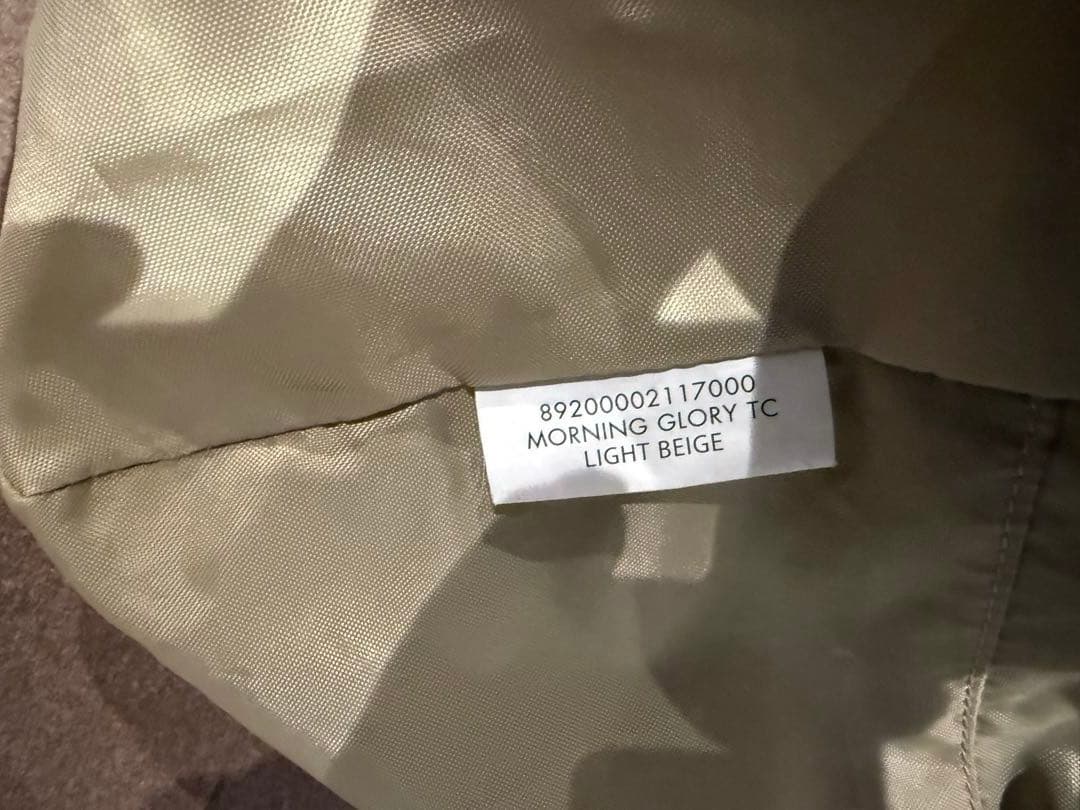 89200002117000
MORNING GLORY TC
LIGHT BEIGE